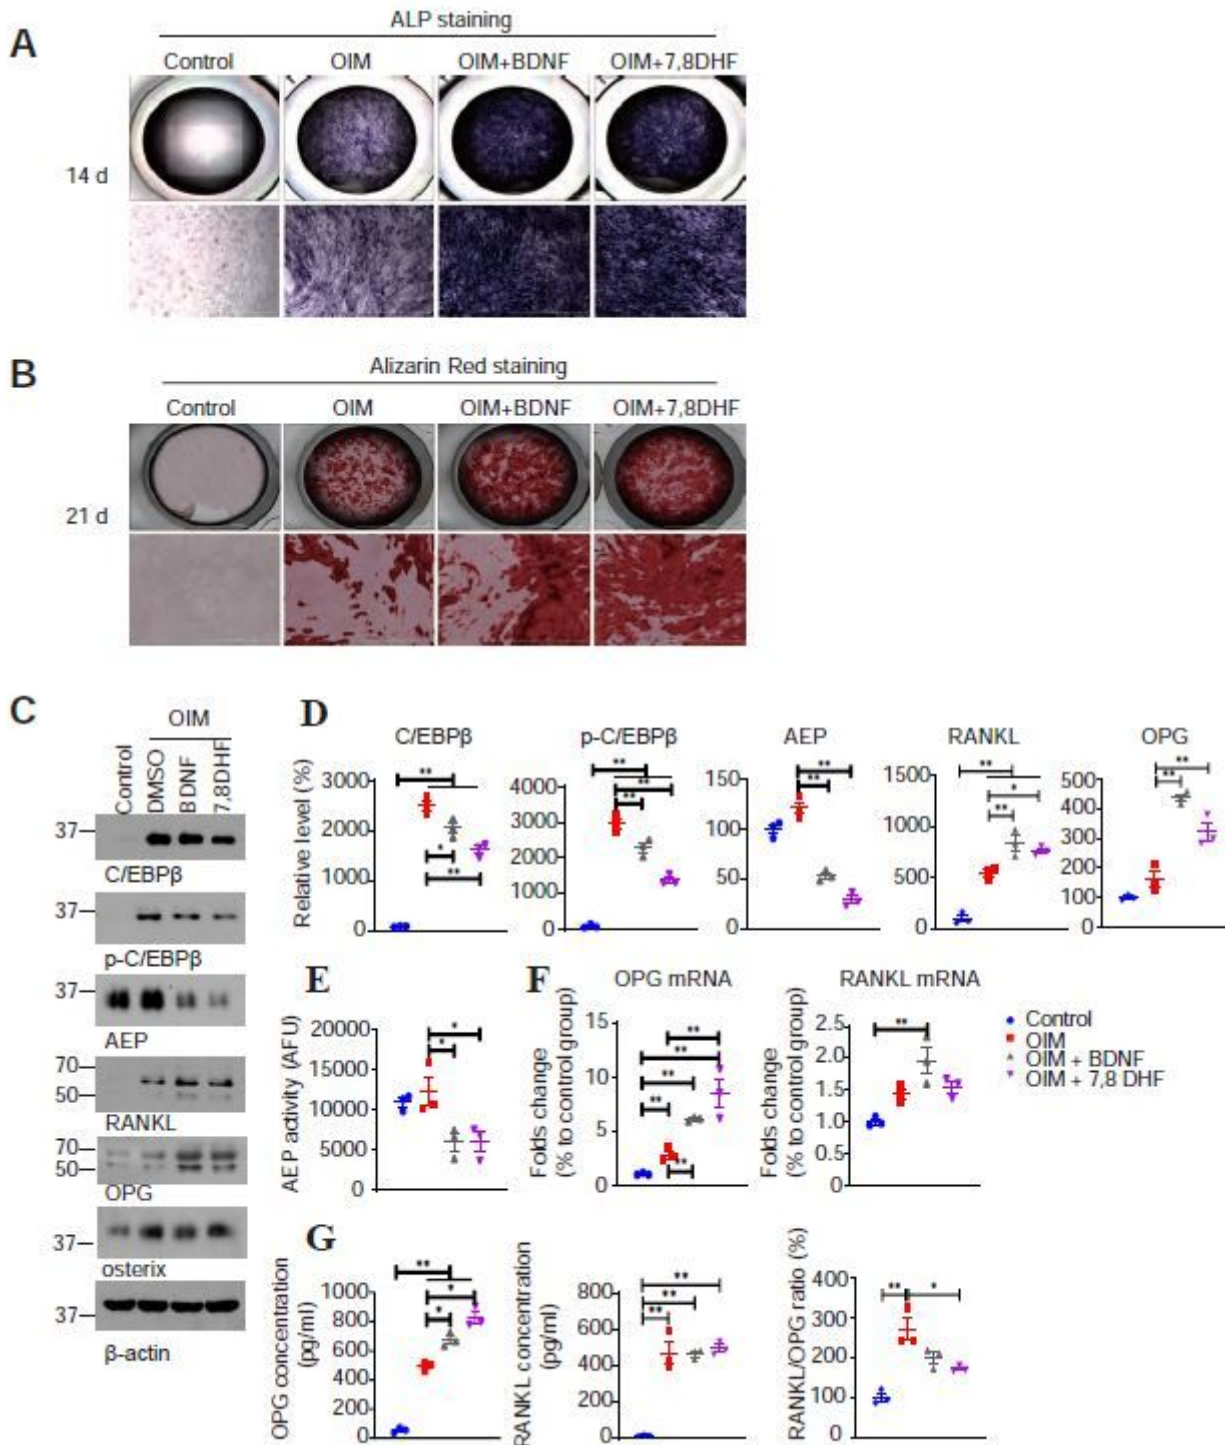 A
ALP staining
Control OIM OIM+BDNF OIM+7,8DHF
14 d
B
Alizarin Red staining
Control OIM OIM+BDNF OIM+7,8DHF
21 d
C
OIM
Control
DMSO
BDNF
7,8DHF
37
C/EBPβ
37
p-C/EBPβ
37
AEP
70
50
RANKL
70
50
OPG
37
osterix
37
β-actin
D
C/EBPβ
Relative level (%)
3000
2000
1000
0
** * **
p-C/EBPβ
4000
3000
2000
1000
0
** ** **
AEP
150
100
50
0
** **
RANKL
1500
1000
500
0
** * **
OPG
500
400
300
200
100
0
** **
E
AEP activity (AFU)
20000
15000
10000
5000
0
* *
F
OPG mRNA
Folds change
(% to control group)
15
10
5
0
** ** ** ** **
RANKL mRNA
Folds change
(% to control group)
2.5
2.0
1.5
1.0
0.5
0
**
Control
OIM
OIM + BDNF
OIM + 7,8 DHF
G
OPG concentration
(pg/ml)
1000
800
600
400
200
0
** * *
RANKL concentration
(pg/ml)
800
600
400
200
0
** ** **
RANKL/OPG ratio (%)
400
300
200
100
0
** *